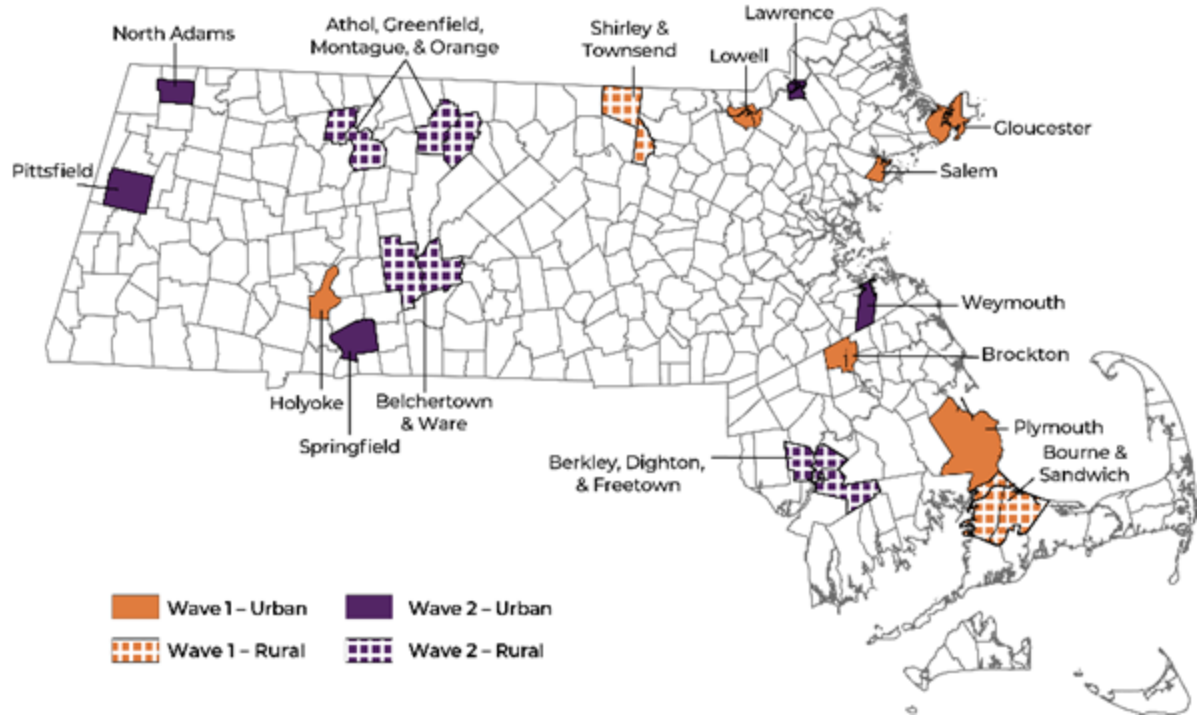 North Adams
Athol, Greenfield,
Montague, & Orange
Shirley &
Townsend
Lawrence
Lowell
Gloucester
Salem
Pittsfield
Weymouth
Brockton
Holyoke
Springfield
Belchertown
& Ware
Plymouth
Bourne &
Sandwich
Berkley, Dighton,
& Freetown
Wave 1 – Urban
Wave 2 – Urban
Wave 1 – Rural
Wave 2 – Rural